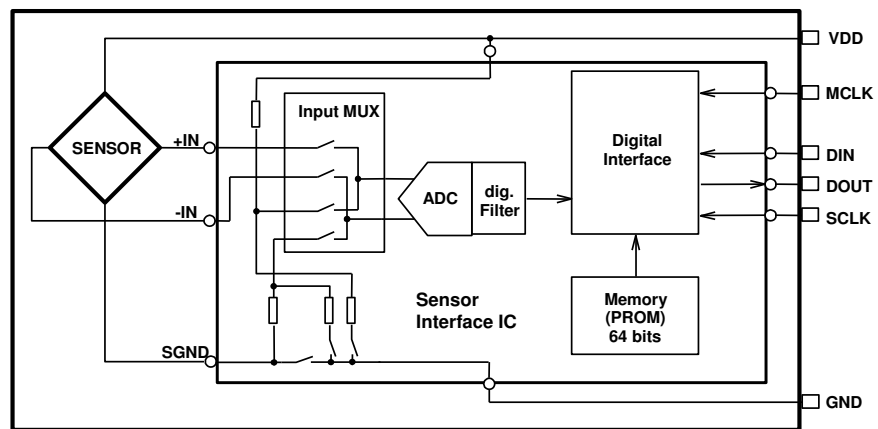 VDD
MCLK
Input MUX
+IN
SENSOR
Digital
Interface
DIN
ADC
dig.
Filter
DOUT
-IN
SCLK
Sensor
Interface IC
Memory
(PROM)
64 bits
SGND
GND